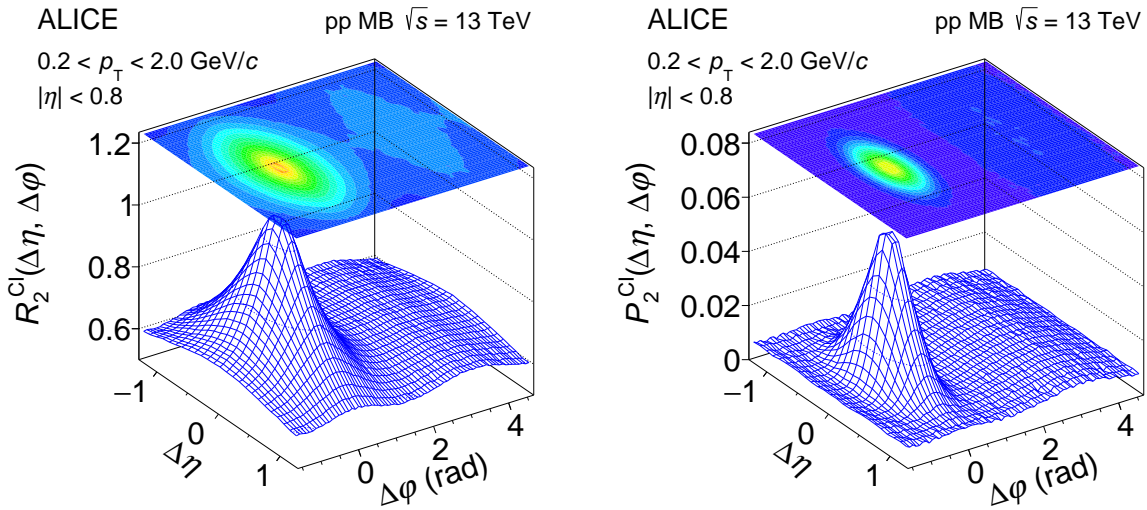 ALICE
pp MB √s = 13 TeV
0.2 < p_T < 2.0 GeV/c
|η| < 0.8
R_2^CI(Δη, Δφ)
1.2
1
0.8
0.6
−1
0
1
Δη
0
2
4
Δφ (rad)
ALICE
pp MB √s = 13 TeV
0.2 < p_T < 2.0 GeV/c
|η| < 0.8
P_2^CI(Δη, Δφ)
0.08
0.06
0.04
0.02
0
−1
0
1
Δη
0
2
4
Δφ (rad)